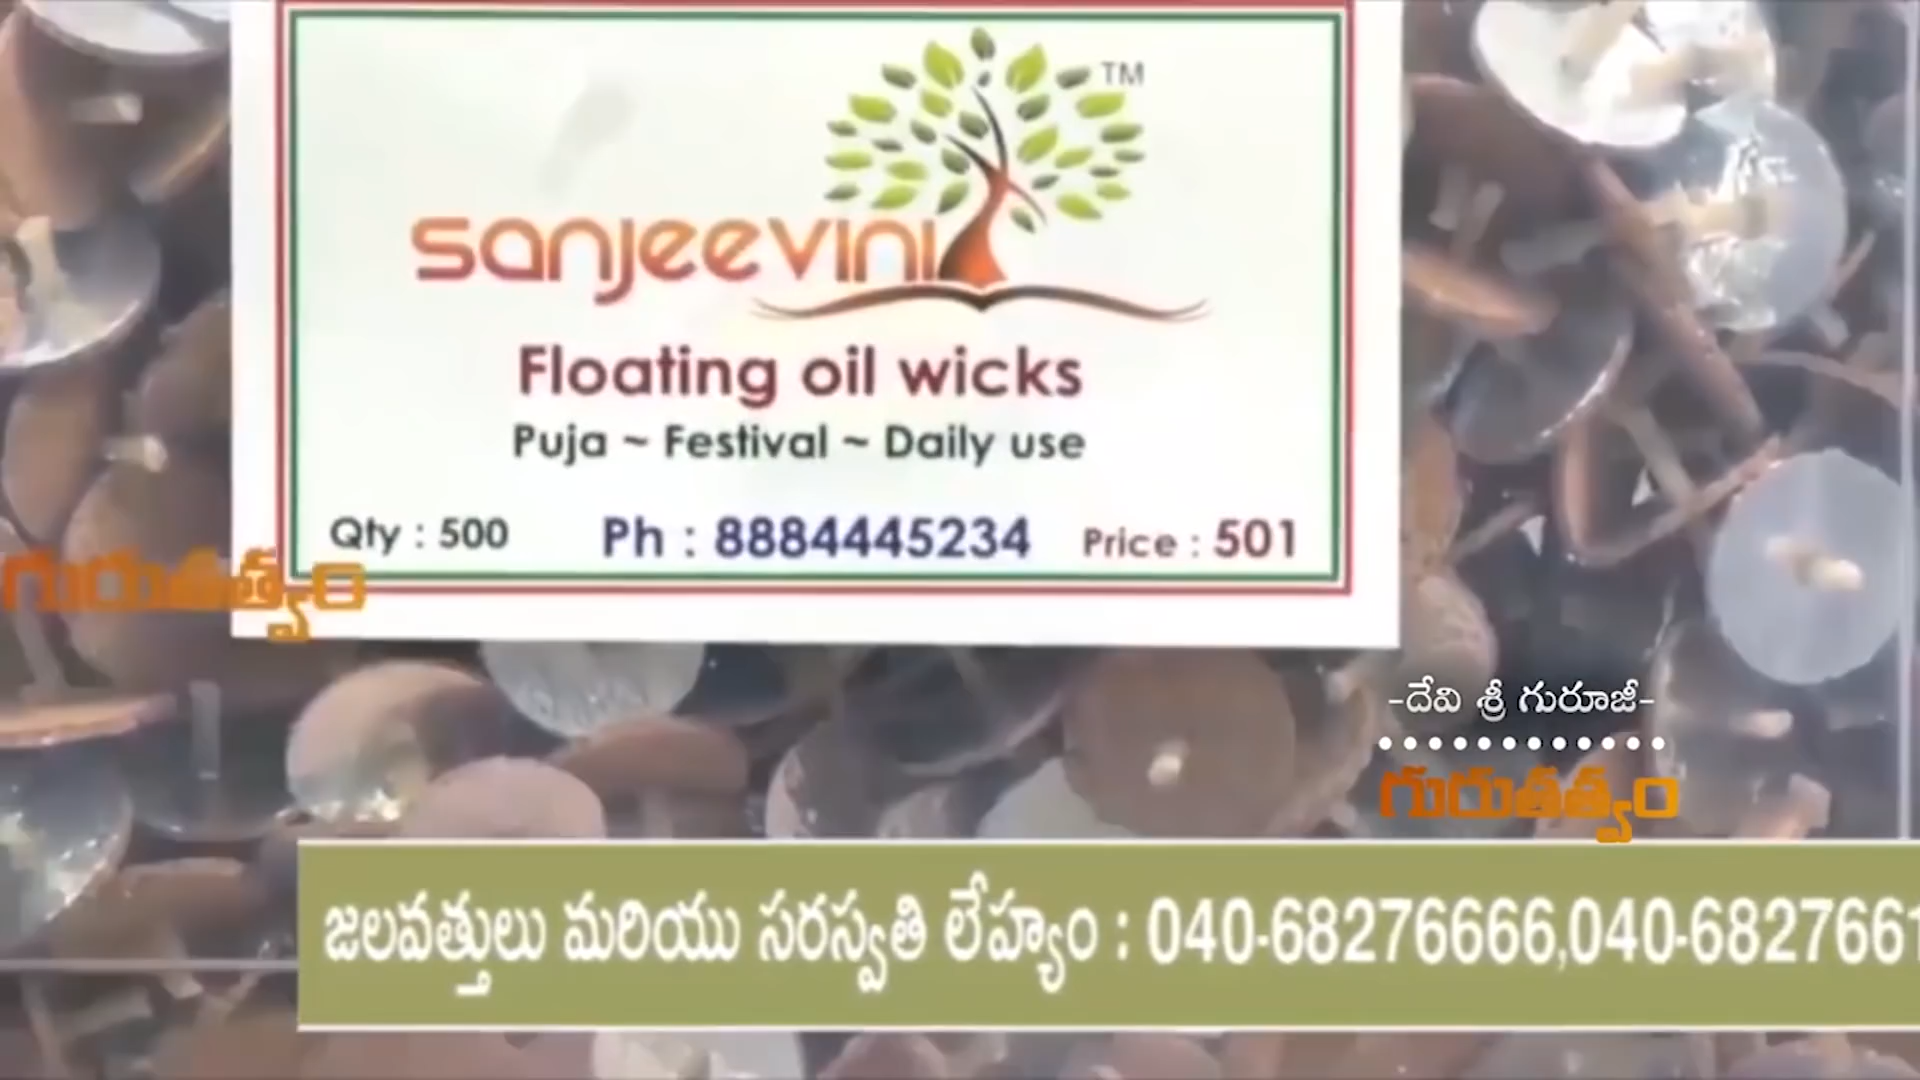 TM
sanjeevini
Floating oil wicks
Puja ~ Festival ~ Daily use
Qty : 500 Ph : 8884445234 Price : 501
గురుతత్వం
-దేవి శ్రీ గురూజీ-
గురుతత్వం
జలవత్తులు మరియు సరస్వతి లేహ్యం : 040-68276666,040-6827661